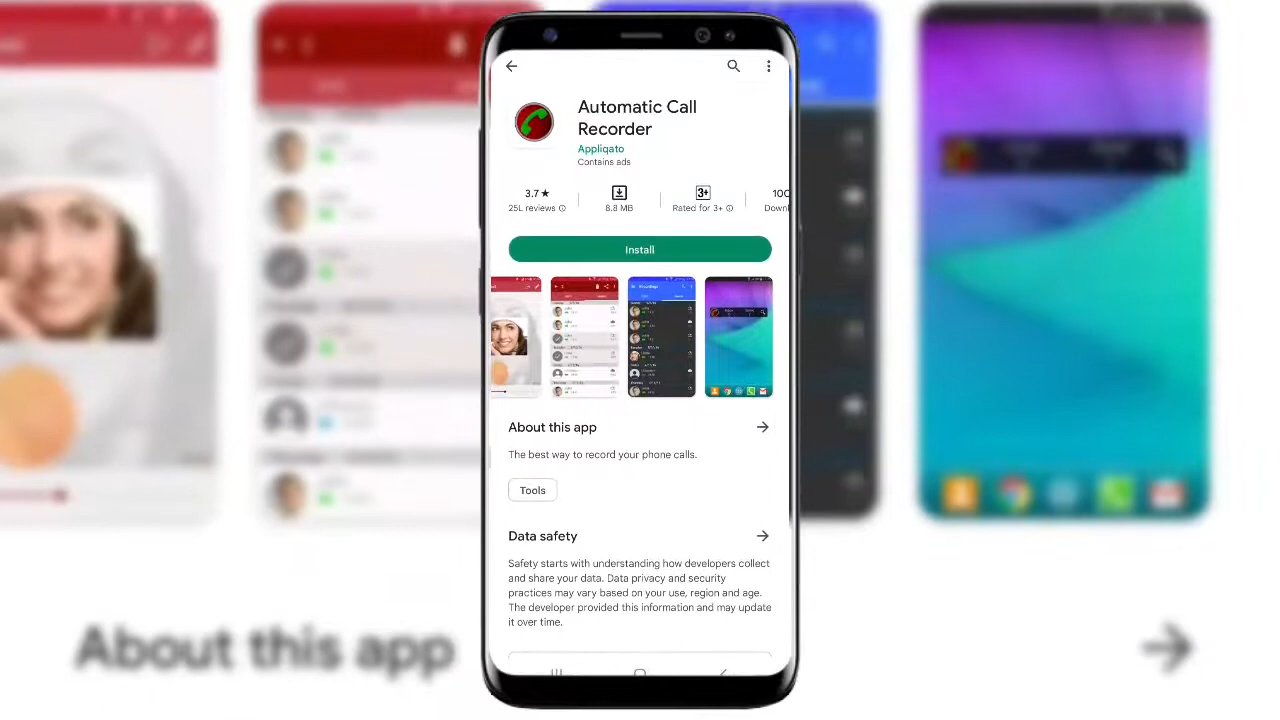 Automatic Call
Recorder
Appliqato
Contains ads
3.7★
25L reviews
8.8 MB
3+
Rated for 3+
Install
About this app
The best way to record your phone calls.
Tools
Data safety
Safety starts with understanding how developers collect
and share your data. Data privacy and security
practices may vary based on your use, region and age.
The developer provided this information and may update
it over time.
About this app